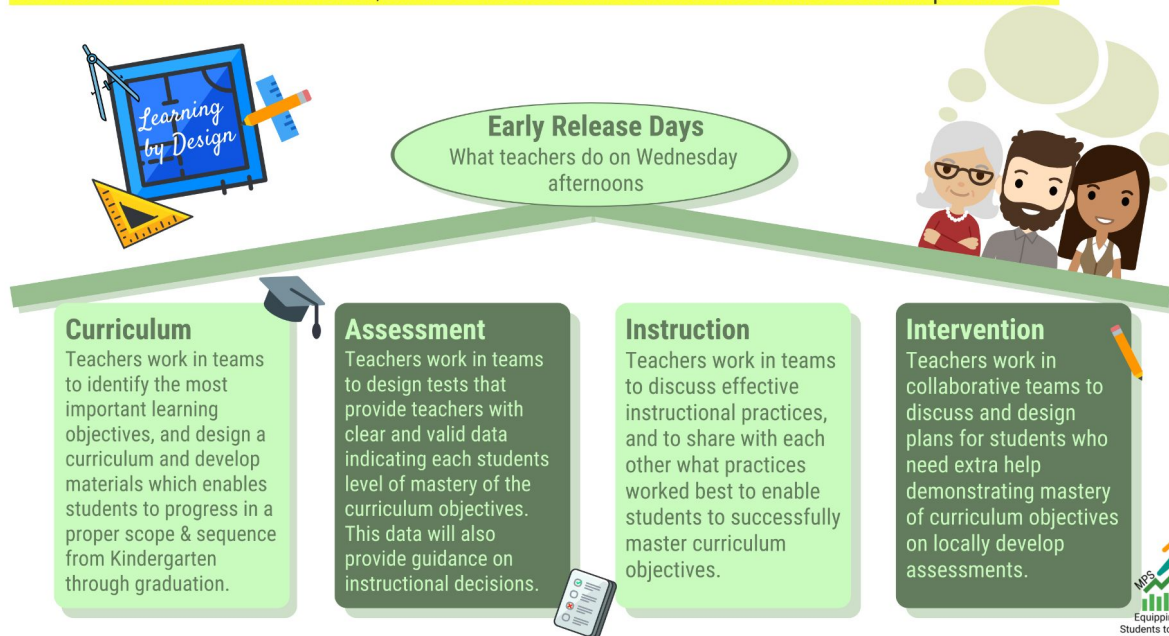 Learning
by Design
Early Release Days
What teachers do on Wednesday
afternoons
Curriculum
Teachers work in teams
to identify the most
important learning
objectives, and design a
curriculum and develop
materials which enables
students to progress in a
proper scope & sequence
from Kindergarten
through graduation.
Assessment
Teachers work in teams
to design tests that
provide teachers with
clear and valid data
indicating each students
level of mastery of the
curriculum objectives.
This data will also
provide guidance on
instructional decisions.
Instruction
Teachers work in teams
to discuss effective
instructional practices,
and to share with each
other what practices
worked best to enable
students to successfully
master curriculum
objectives.
Intervention
Teachers work in
collaborative teams to
discuss and design
plans for students who
need extra help
demonstrating mastery
of curriculum objectives
on locally develop
assessments.
MPS
Students to